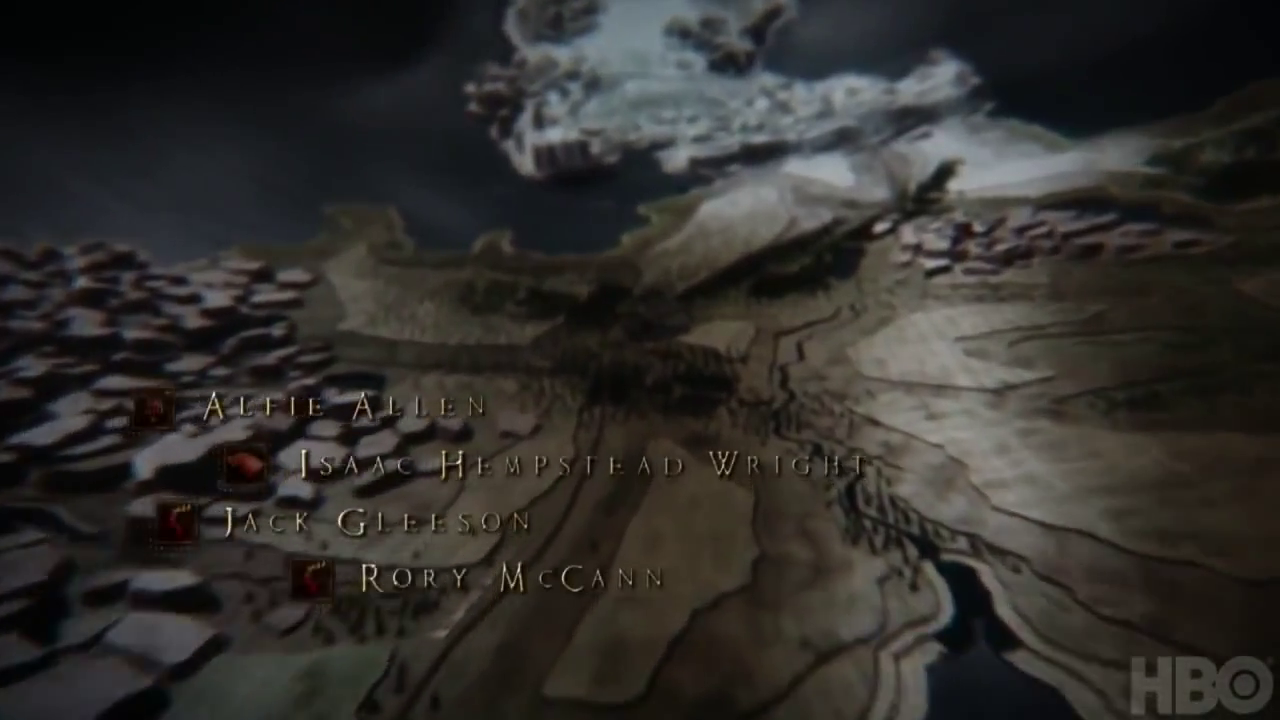 Alfie Allen
Isaac Hempstead Wright
Jack Gleeson
Rory McCann
HBO